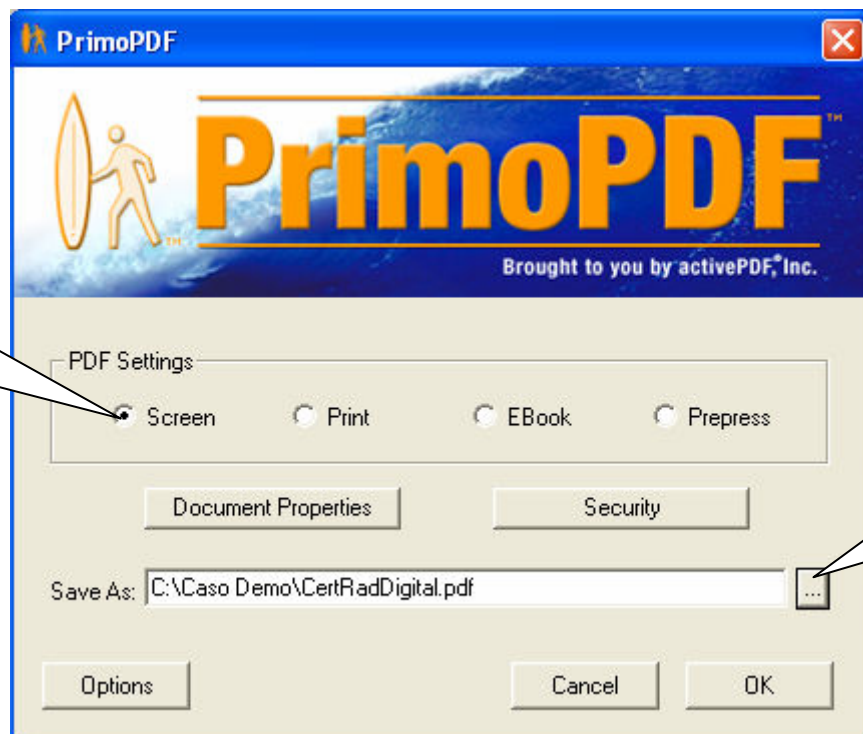 PrimoPDF
PrimoPDF™
™
Brought to you by activePDF,® Inc.
PDF Settings
Screen Print EBook Prepress
Document Properties Security
Save As: C:\Caso Demo\CertRadDigital.pdf ...
Options Cancel OK